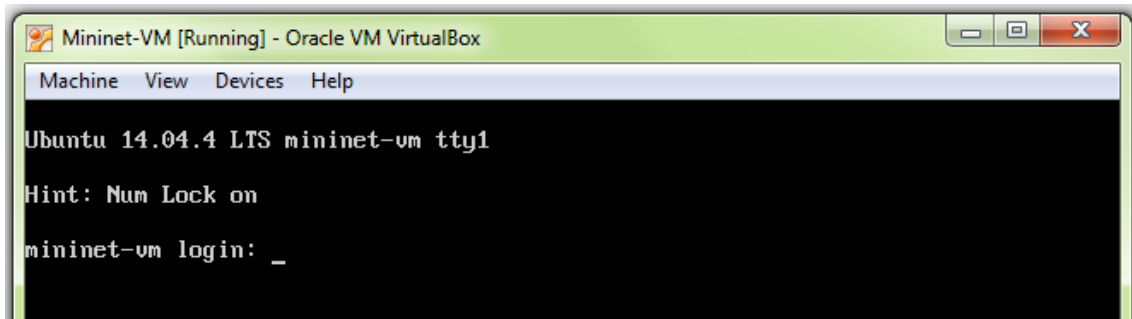 Mininet-VM [Running] - Oracle VM VirtualBox
Machine View Devices Help
Ubuntu 14.04.4 LTS mininet-vm tty1
Hint: Num Lock on
mininet-vm login: _